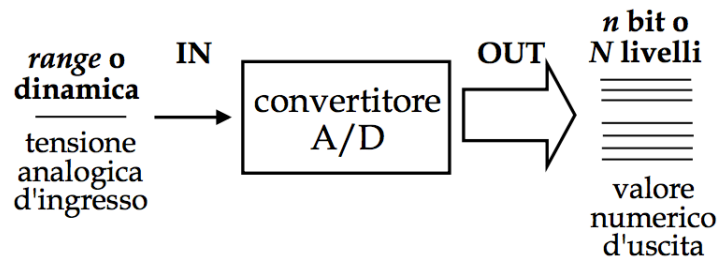 range o
dinamica
tensione
analogica
d'ingresso
IN
convertitore
A/D
OUT
n bit o
N livelli
valore
numerico
d'uscita